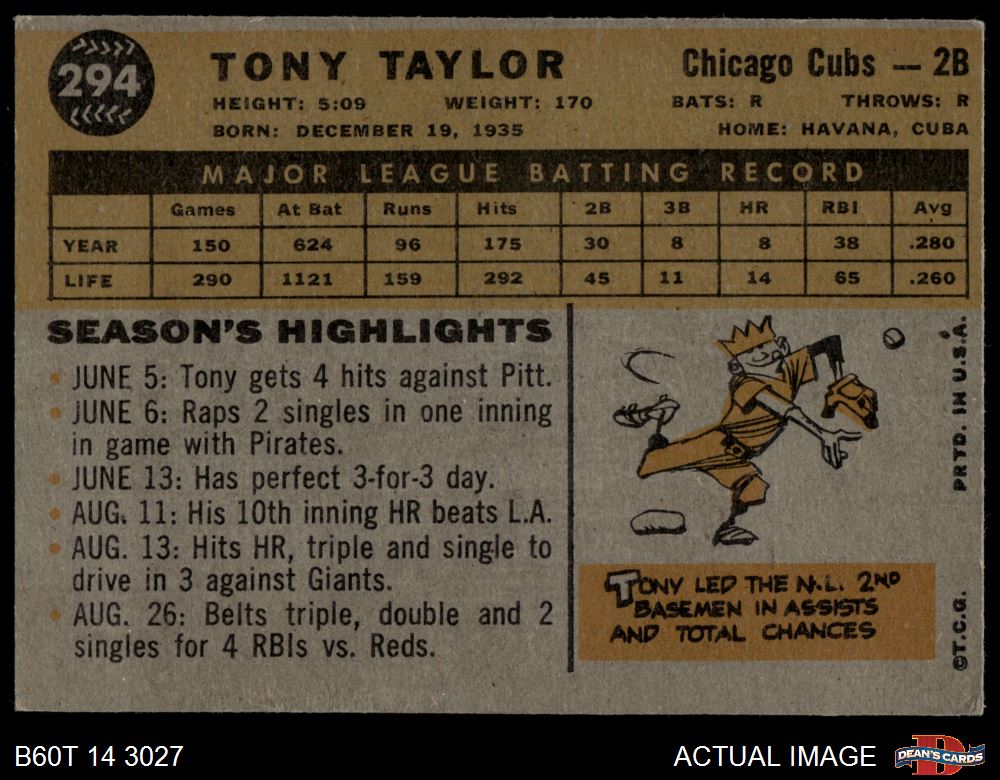 294
TONY TAYLOR
Chicago Cubs — 2B
HEIGHT: 5:09 WEIGHT: 170 BATS: R THROWS: R
BORN: DECEMBER 19, 1935 HOME: HAVANA, CUBA
MAJOR LEAGUE BATTING RECORD
Games At Bat Runs Hits 2B 3B HR RBI Avg
YEAR 150 624 96 175 30 8 8 38 .280
LIFE 290 1121 159 292 45 11 14 65 .260
SEASON'S HIGHLIGHTS
JUNE 5: Tony gets 4 hits against Pitt.
JUNE 6: Raps 2 singles in one inning
in game with Pirates.
JUNE 13: Has perfect 3-for-3 day.
AUG. 11: His 10th inning HR beats L.A.
AUG. 13: Hits HR, triple and single to
drive in 3 against Giants.
AUG. 26: Belts triple, double and 2
singles for 4 RBIs vs. Reds.
TONY LED THE N.L. 2ND
BASEMEN IN ASSISTS
AND TOTAL CHANCES
©T.C.G. PRTD. IN U.S.A.
B60T 14 3027
ACTUAL IMAGE
D
DEAN'S CARDS